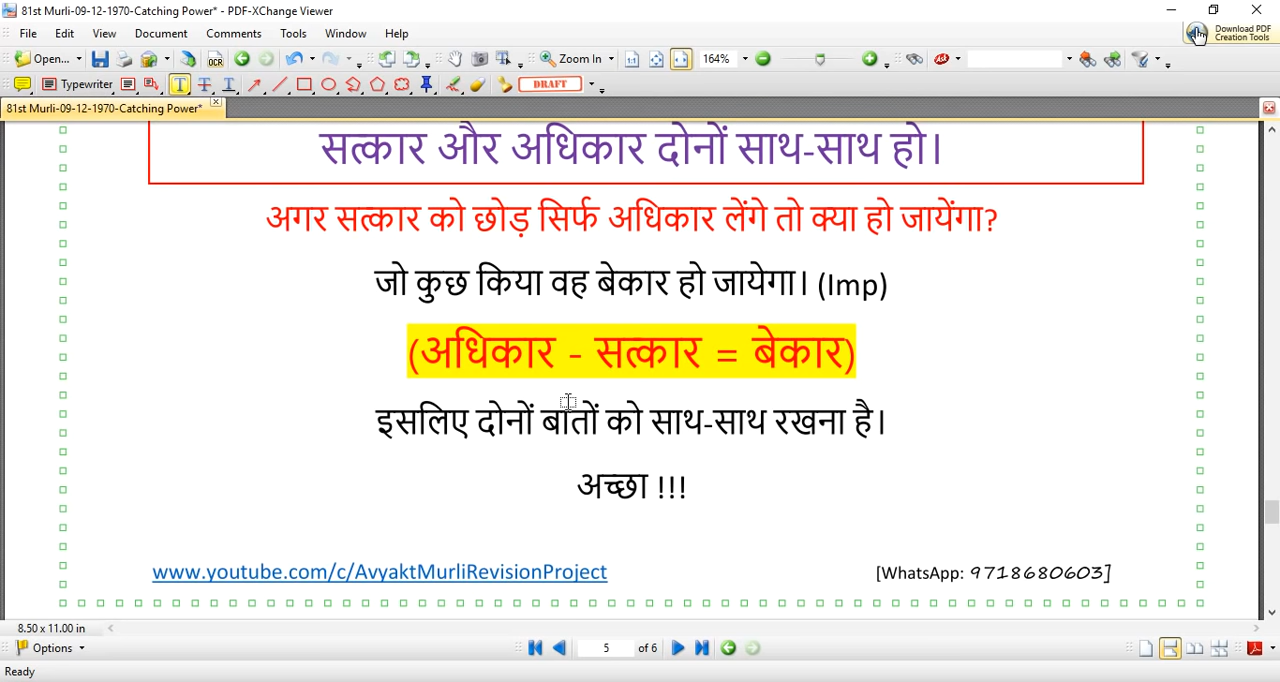 81st Murli-09-12-1970-Catching Power* - PDF-XChange Viewer
File Edit View Document Comments Tools Window Help
Download PDF
Creation Tools
Open... OCR Zoom In 164%
Typewriter DRAFT
81st Murli-09-12-1970-Catching Power*
सत्कार और अधिकार दोनों साथ-साथ हो।
अगर सत्कार को छोड़ सिर्फ अधिकार लेंगे तो क्या हो जायेंगा?
जो कुछ किया वह बेकार हो जायेगा। (Imp)
(अधिकार - सत्कार = बेकार)
इसलिए दोनों बातों को साथ-साथ रखना है।
अच्छा !!!
www.youtube.com/c/AvyaktMurliRevisionProject [WhatsApp: 9718680603]
8.50 x 11.00 in
Options 5 of 6
Ready